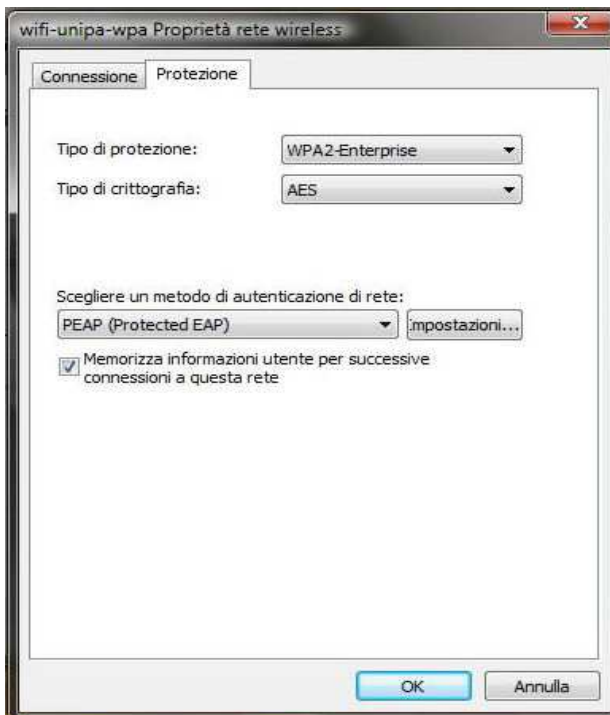 wifi-unipa-wpa Proprietà rete wireless
Connessione
Protezione
Tipo di protezione:
WPA2-Enterprise
Tipo di crittografia:
AES
Scegliere un metodo di autenticazione di rete:
PEAP (Protected EAP)
Impostazioni...
Memorizza informazioni utente per successive
connessioni a questa rete
OK
Annulla